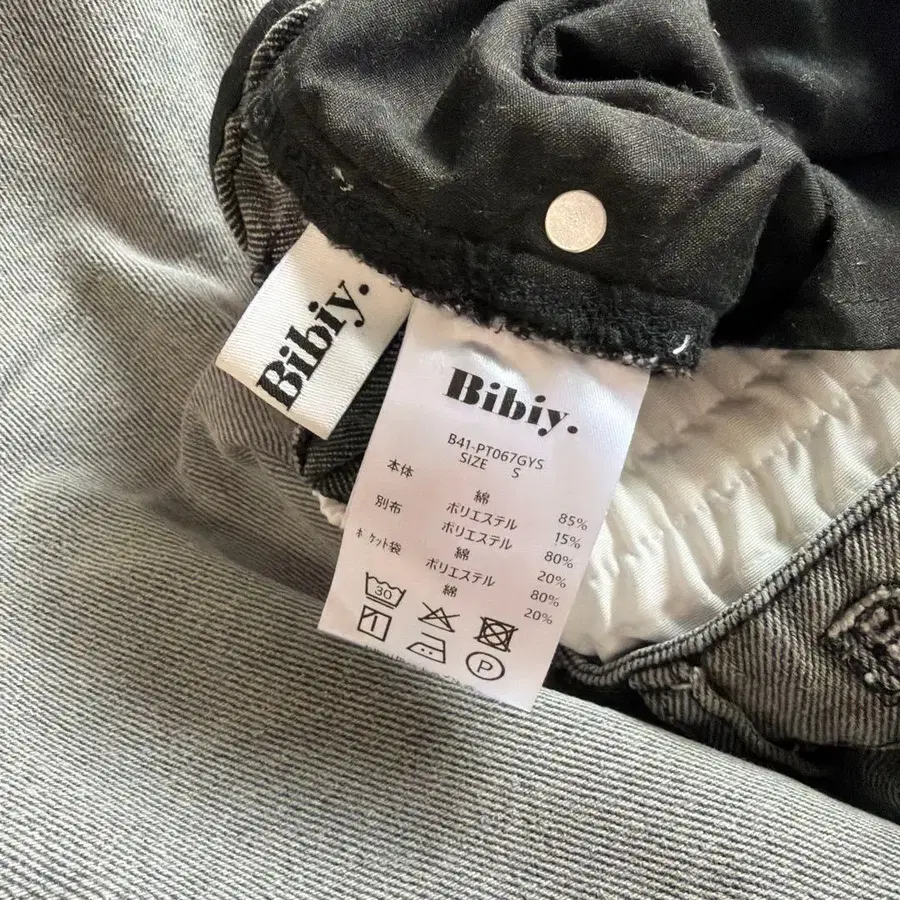 Bibiy.
Bibiy.
B41-PT067GYS
SIZE S
本体 綿 85%
ポリエステル 15%
別布 ポリエステル 80%
綿 20%
ポケット袋 ポリエステル 80%
綿 20%
30
P